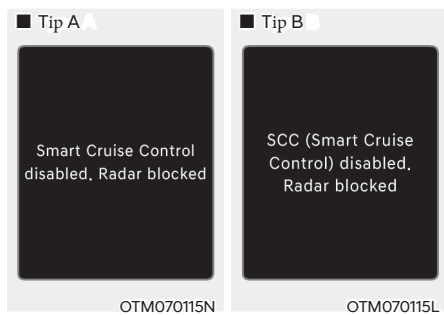 ■ Tip A
Smart Cruise Control
disabled. Radar blocked
OTM070115N
■ Tip B
SCC (Smart Cruise
Control) disabled.
Radar blocked
OTM070115L